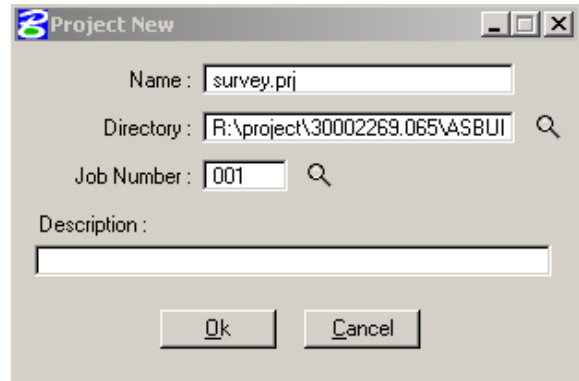 Project New
Name : survey.prj
Directory : R:\project\30002269.065\ASBUI
Job Number : 001
Description :
Ok Cancel